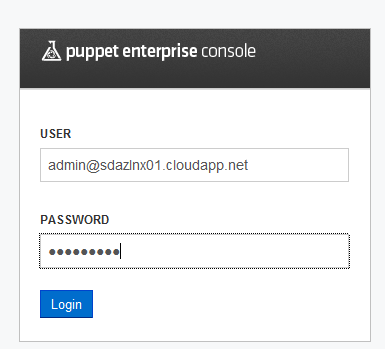 puppet enterprise console
USER
admin@sdazlnx01.cloudapp.net
PASSWORD
●●●●●●●●●
Login